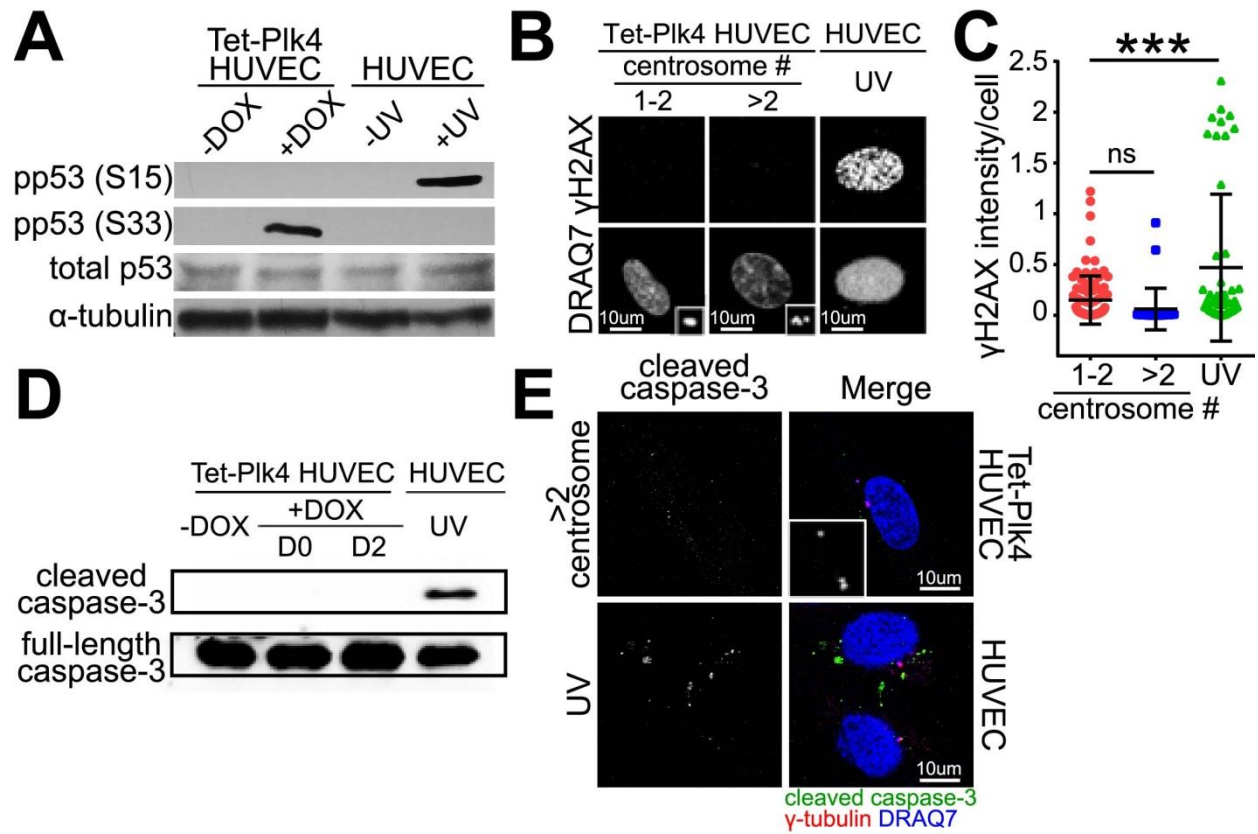 A
Tet-Plk4
HUVEC
HUVEC
-DOX
+DOX
-UV
+UV
pp53 (S15)
pp53 (S33)
total p53
α-tubulin
B
Tet-Plk4 HUVEC
HUVEC
centrosome #
UV
1-2
>2
γH2AX
DRAQ7
10um
10um
10um
C
***
ns
γH2AX intensity/cell
2.5
2
1.5
1
0.5
0
1-2
>2
UV
centrosome #
D
Tet-Plk4 HUVEC
HUVEC
-DOX
+DOX
UV
D0
D2
cleaved
caspase-3
full-length
caspase-3
E
cleaved
caspase-3
Merge
>2
centrosome
Tet-Plk4
HUVEC
10um
UV
HUVEC
10um
cleaved caspase-3
γ-tubulin DRAQ7